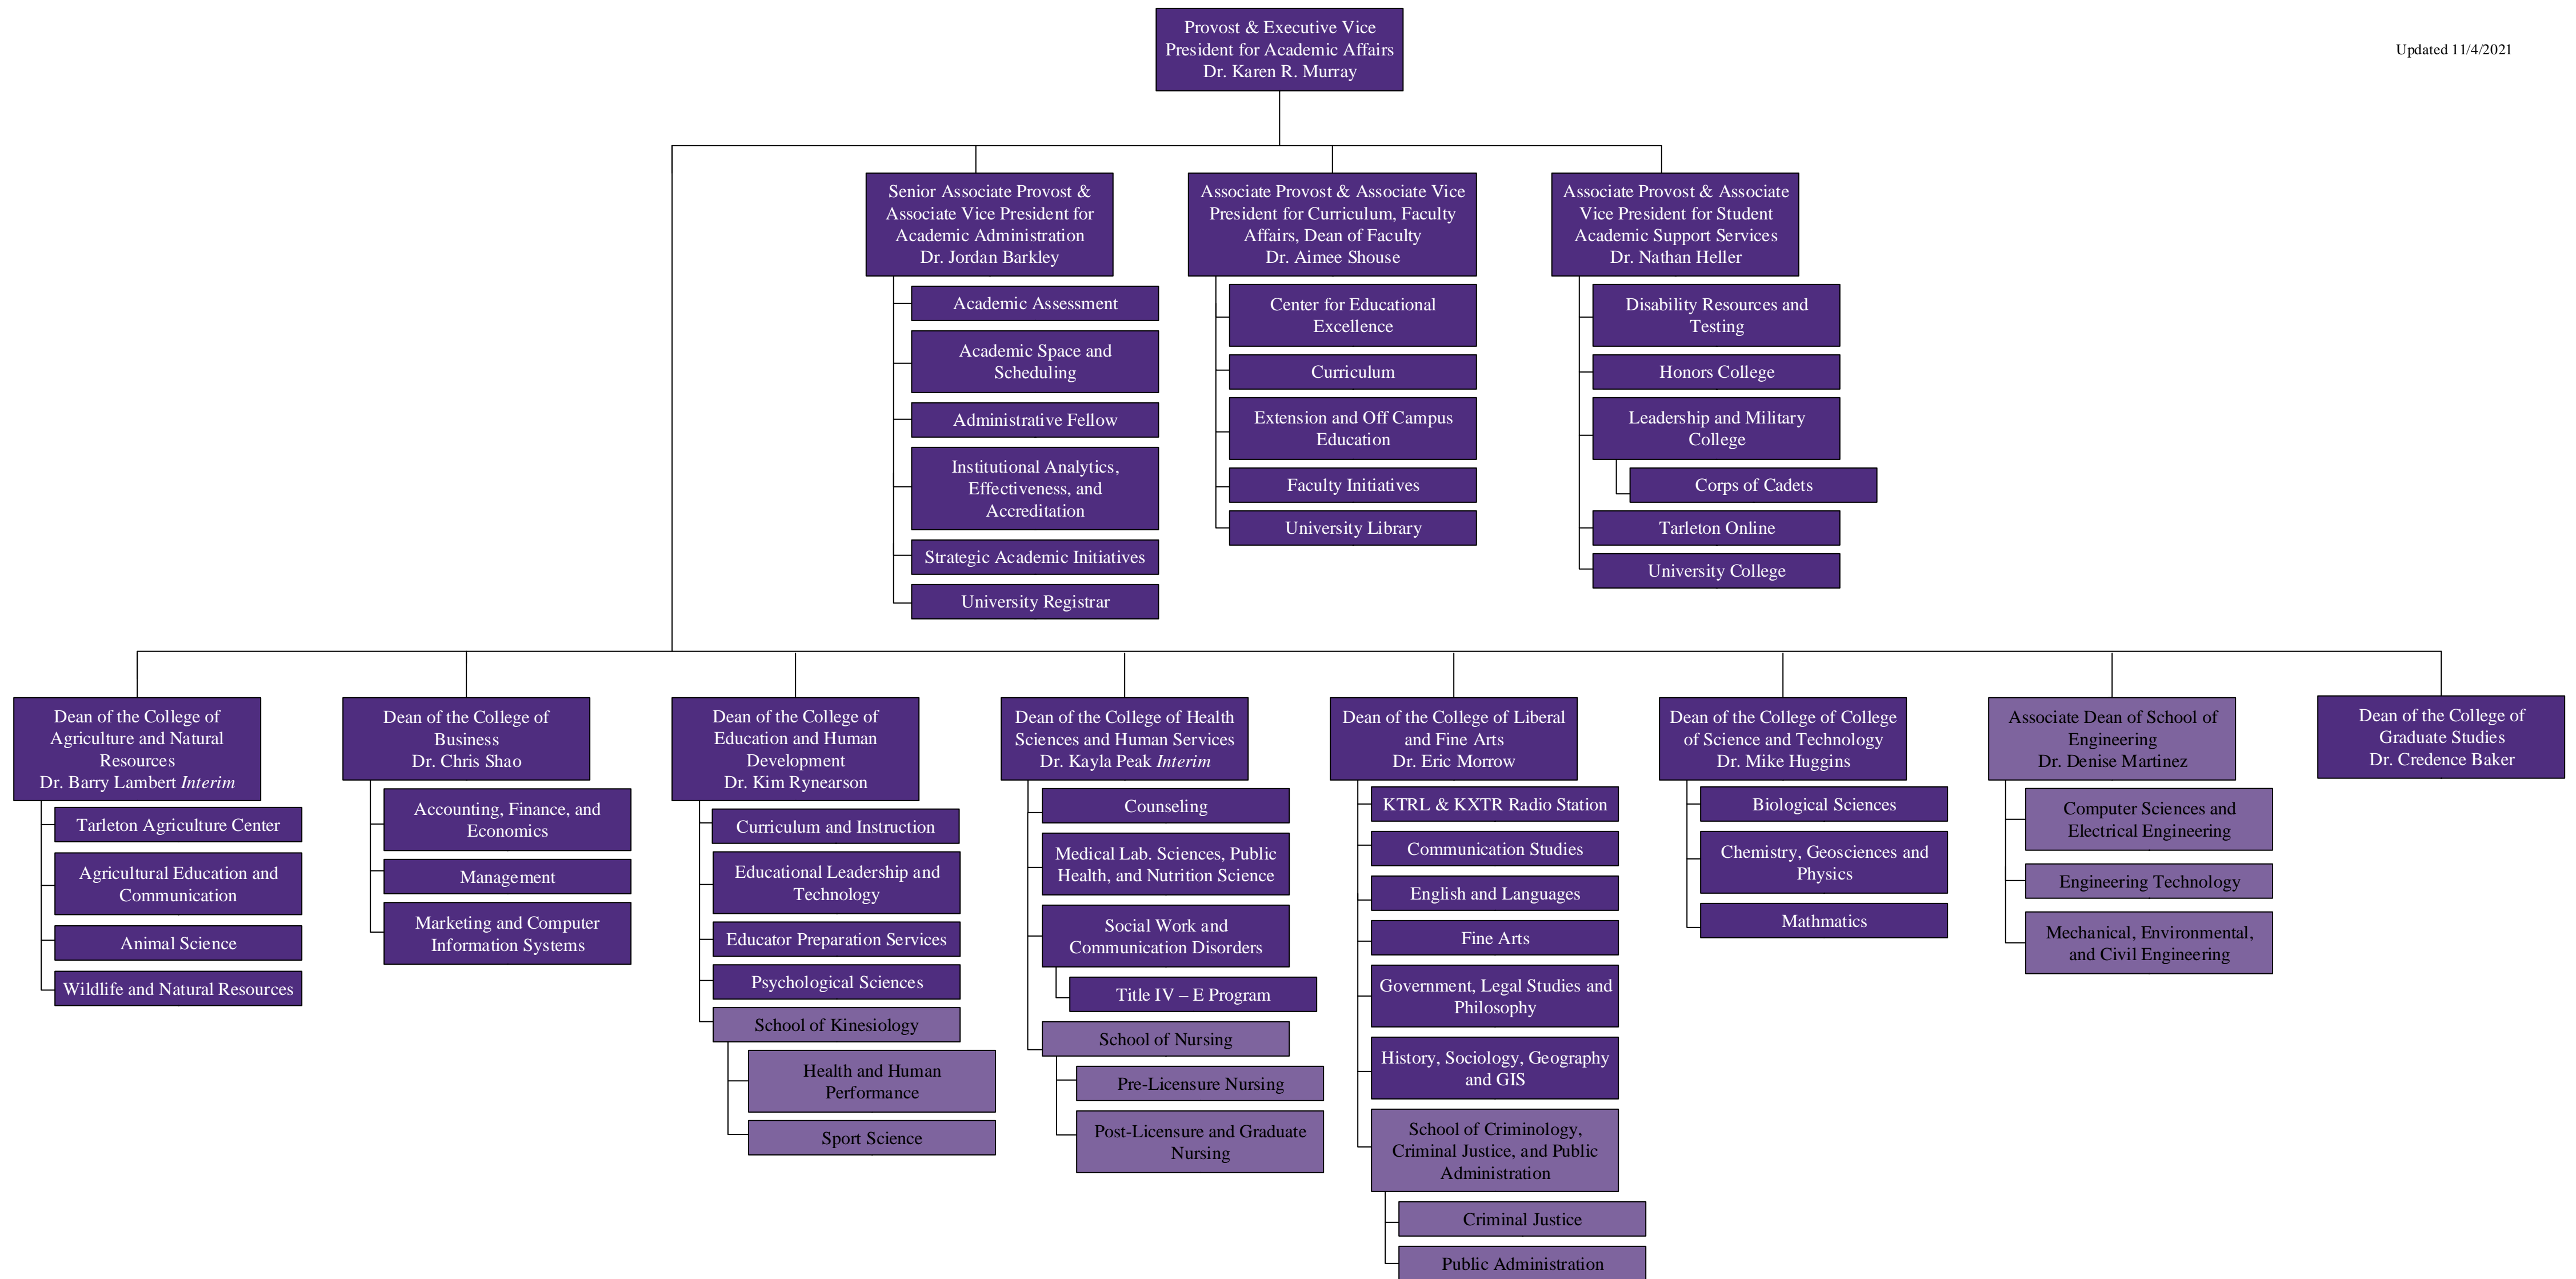 Provost & Executive Vice
President for Academic Affairs
Dr. Karen R. Murray
Updated 11/4/2021
Senior Associate Provost &
Associate Vice President for
Academic Administration
Dr. Jordan Barkley
Academic Assessment
Academic Space and
Scheduling
Administrative Fellow
Institutional Analytics,
Effectiveness, and
Accreditation
Strategic Academic Initiatives
University Registrar
Associate Provost & Associate Vice
President for Curriculum, Faculty
Affairs, Dean of Faculty
Dr. Aimee Shouse
Center for Educational
Excellence
Curriculum
Extension and Off Campus
Education
Faculty Initiatives
University Library
Associate Provost & Associate
Vice President for Student
Academic Support Services
Dr. Nathan Heller
Disability Resources and
Testing
Honors College
Leadership and Military
College
Corps of Cadets
Tarleton Online
University College
Dean of the College of
Agriculture and Natural
Resources
Dr. Barry Lambert Interim
Tarleton Agriculture Center
Agricultural Education and
Communication
Animal Science
Wildlife and Natural Resources
Dean of the College of
Business
Dr. Chris Shao
Accounting, Finance, and
Economics
Management
Marketing and Computer
Information Systems
Dean of the College of
Education and Human
Development
Dr. Kim Rynearson
Curriculum and Instruction
Educational Leadership and
Technology
Educator Preparation Services
Psychological Sciences
School of Kinesiology
Health and Human
Performance
Sport Science
Dean of the College of Health
Sciences and Human Services
Dr. Kayla Peak Interim
Counseling
Medical Lab. Sciences, Public
Health, and Nutrition Science
Social Work and
Communication Disorders
Title IV – E Program
School of Nursing
Pre-Licensure Nursing
Post-Licensure and Graduate
Nursing
Dean of the College of Liberal
and Fine Arts
Dr. Eric Morrow
KTRL & KXTR Radio Station
Communication Studies
English and Languages
Fine Arts
Government, Legal Studies and
Philosophy
History, Sociology, Geography
and GIS
School of Criminology,
Criminal Justice, and Public
Administration
Criminal Justice
Public Administration
Dean of the College of College
of Science and Technology
Dr. Mike Huggins
Biological Sciences
Chemistry, Geosciences and
Physics
Mathmatics
Associate Dean of School of
Engineering
Dr. Denise Martinez
Computer Sciences and
Electrical Engineering
Engineering Technology
Mechanical, Environmental,
and Civil Engineering
Dean of the College of
Graduate Studies
Dr. Credence Baker